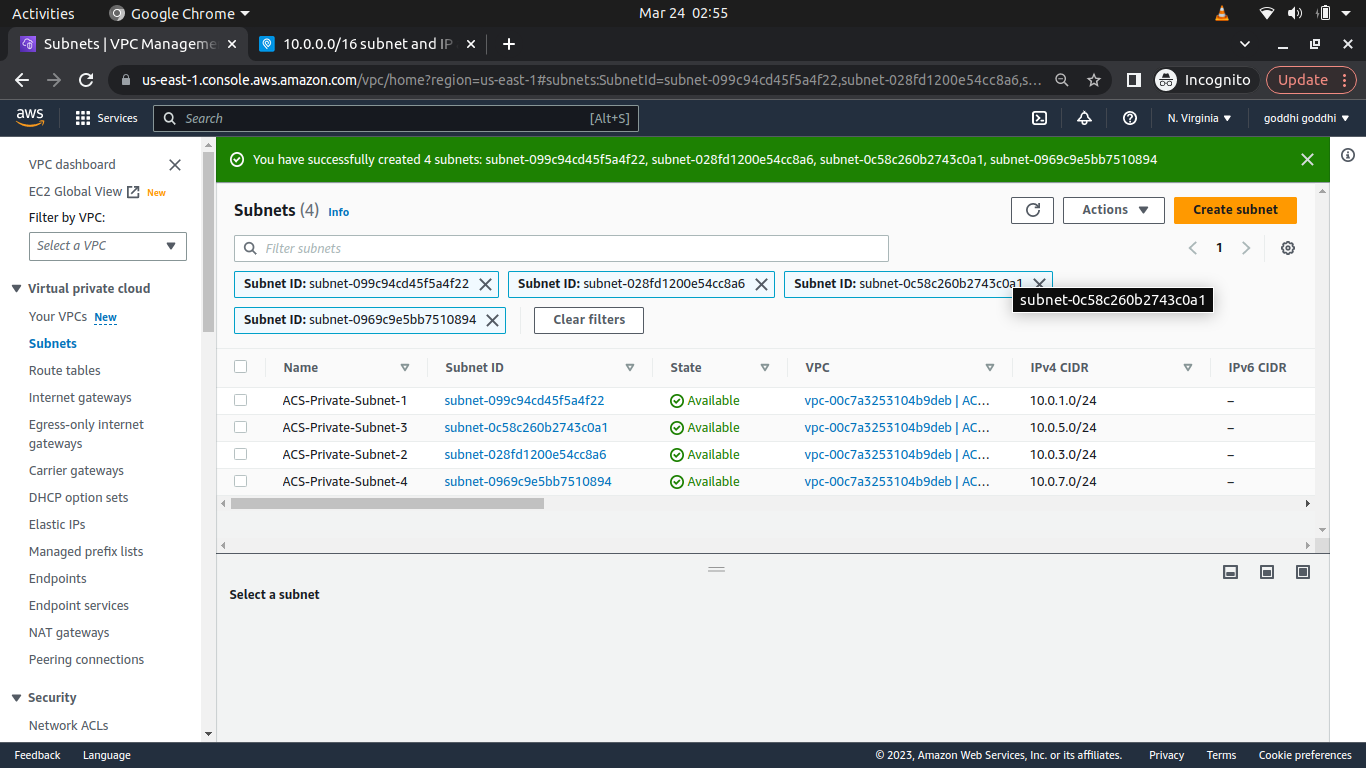 Activities Google Chrome Mar 24 02:55
Subnets | VPC Manageme 10.0.0.0/16 subnet and IP
us-east-1.console.aws.amazon.com/vpc/home?region=us-east-1#subnets:SubnetId=subnet-099c94cd5f5a4f22,subnet-028fd1200e54cc8a6,s... Incognito Update
aws Services Search [Alt+S] N. Virginia goddhi goddhi
VPC dashboard
EC2 Global View New
Filter by VPC:
Select a VPC
Virtual private cloud
Your VPCs New
Subnets
Route tables
Internet gateways
Egress-only internet
gateways
Carrier gateways
DHCP option sets
Elastic IPs
Managed prefix lists
Endpoints
Endpoint services
NAT gateways
Peering connections
Security
Network ACLs
You have successfully created 4 subnets: subnet-099c94cd45f5a4f22, subnet-028fd1200e54cc8a6, subnet-0c58c260b2743c0a1, subnet-0969c9e5bb7510894
Subnets (4) Info Actions Create subnet
Filter subnets 1
Subnet ID: subnet-099c94cd45f5a4f22 Subnet ID: subnet-028fd1200e54cc8a6 Subnet ID: subnet-0c58c260b2743c0a1
subnet-0c58c260b2743c0a1
Subnet ID: subnet-0969c9e5bb7510894 Clear filters
Name Subnet ID State VPC IPv4 CIDR IPv6 CIDR
ACS-Private-Subnet-1 subnet-099c94cd45f5a4f22 Available vpc-00c7a3253104b9deb | AC... 10.0.1.0/24 –
ACS-Private-Subnet-3 subnet-0c58c260b2743c0a1 Available vpc-00c7a3253104b9deb | AC... 10.0.5.0/24 –
ACS-Private-Subnet-2 subnet-028fd1200e54cc8a6 Available vpc-00c7a3253104b9deb | AC... 10.0.3.0/24 –
ACS-Private-Subnet-4 subnet-0969c9e5bb7510894 Available vpc-00c7a3253104b9deb | AC... 10.0.7.0/24 –
Select a subnet
Feedback Language © 2023, Amazon Web Services, Inc. or its affiliates. Privacy Terms Cookie preferences